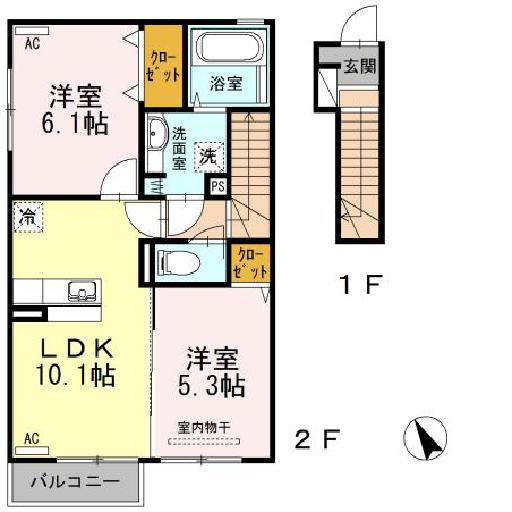 AC
洋室
6.1帖
クロー
ゼット
浴室
洗面室
洗
PS
冷
クロー
ゼット
LDK
10.1帖
洋室
5.3帖
室内物干
AC
バルコニー
2F
玄関
1F